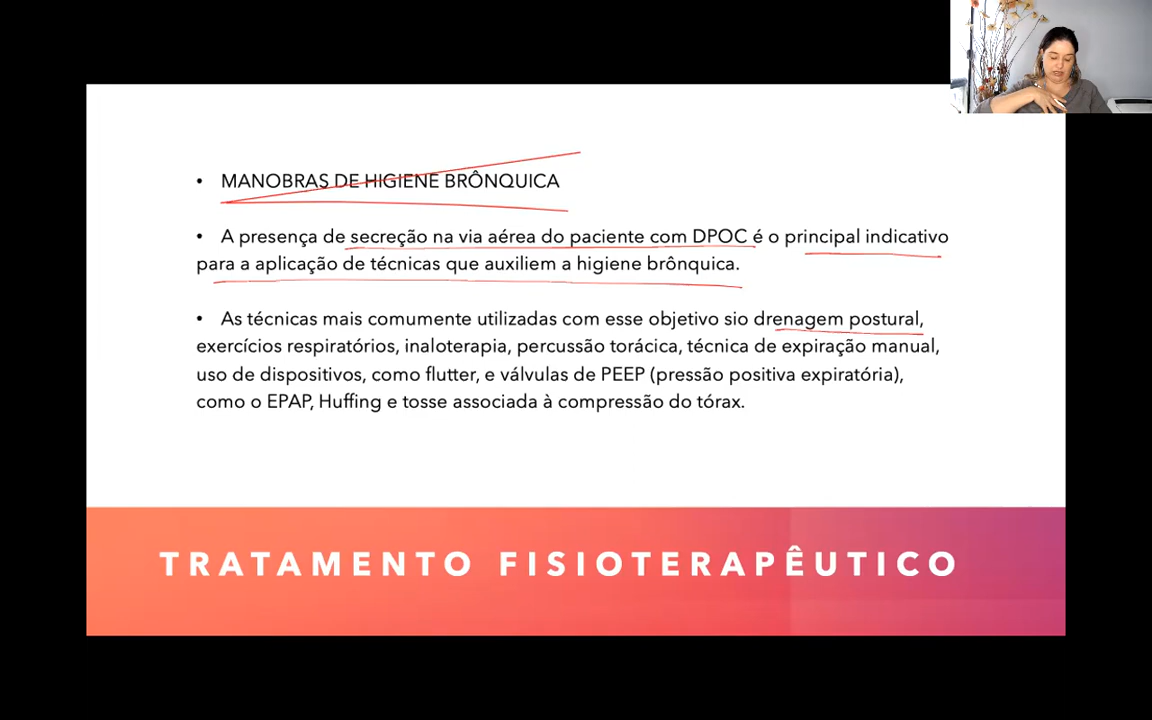 • MANOBRAS DE HIGIENE BRÔNQUICA
• A presença de secreção na via aérea do paciente com DPOC é o principal indicativo
para a aplicação de técnicas que auxiliem a higiene brônquica.
• As técnicas mais comumente utilizadas com esse objetivo sio drenagem postural,
exercícios respiratórios, inaloterapia, percussão torácica, técnica de expiração manual,
uso de dispositivos, como flutter, e válvulas de PEEP (pressão positiva expiratória),
como o EPAP, Huffing e tosse associada à compressão do tórax.
TRATAMENTO FISIOTERAPÊUTICO